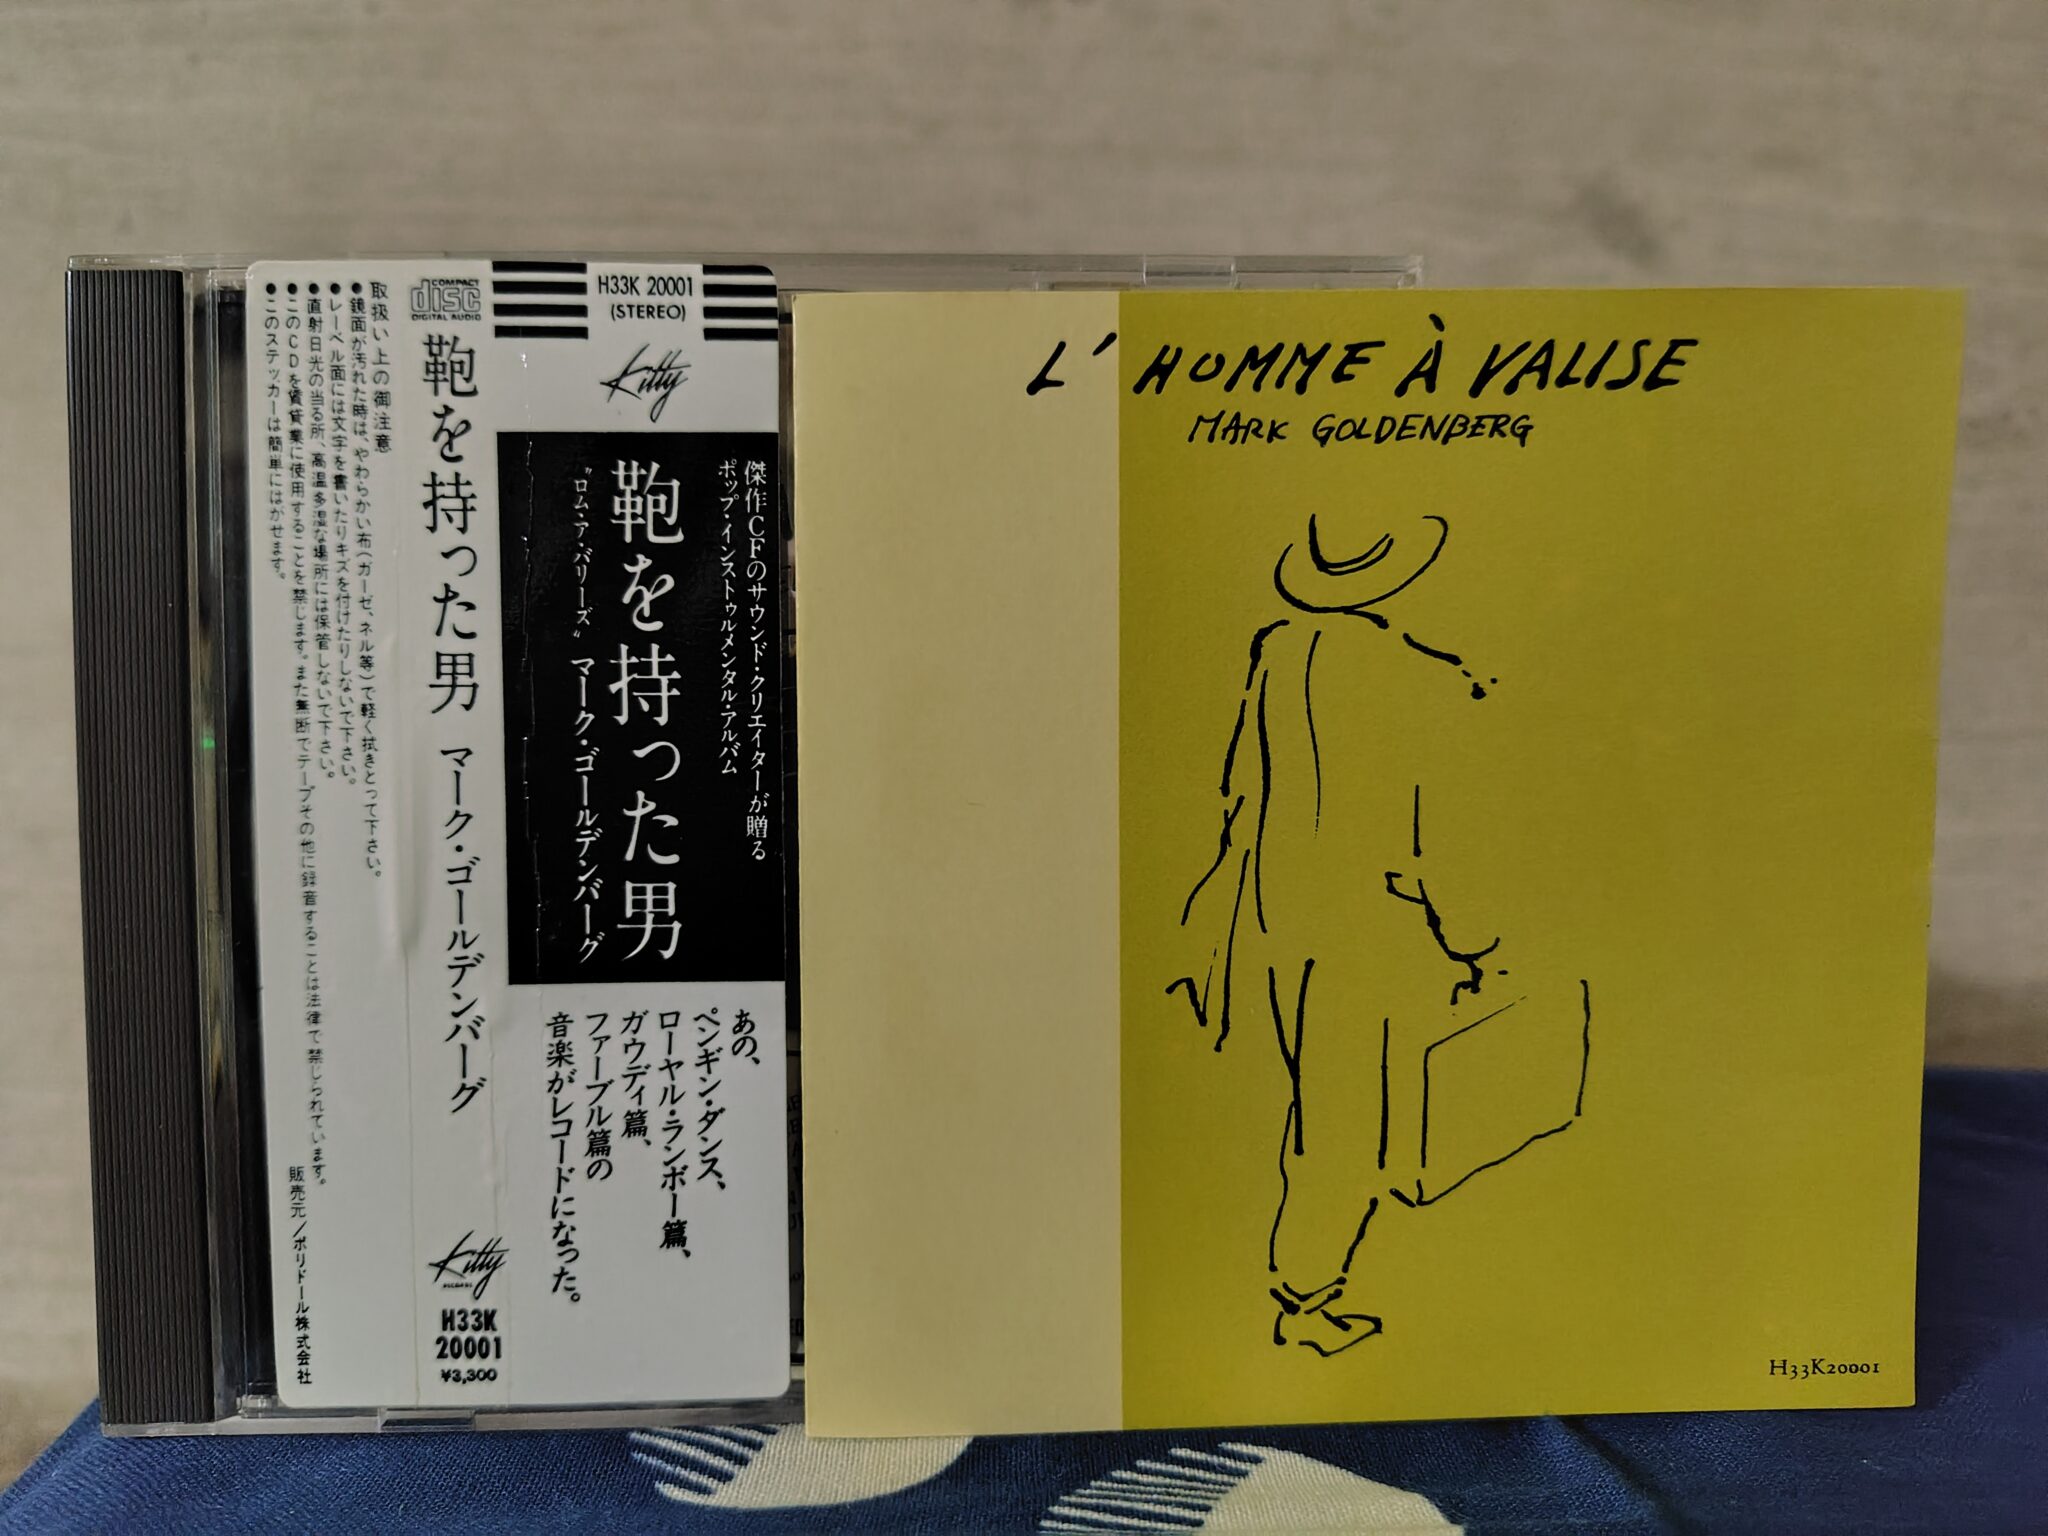 取扱い上の御注意
●鏡面が汚れた時は、やわらかい布(ガーゼ、ネル等)で軽く拭きとって下さい。
●レーベル面には文字を書いたりキズを付けたりしないで下さい。
●直射日光の当る所、高温多湿な場所には保管しないで下さい。
●このCDを賃貸業に使用することを禁じます。また無断でテープその他に録音することは法律で禁じられています。
●このステッカーは簡単にはがせます。
販売元/ポリドール株式会社
COMPACT
disc
DIGITAL AUDIO
鞄を持った男 マーク・ゴールデンバーグ
Kitty
RECORDS
H33K
20001
¥3,300
H33K 20001
(STEREO)
Kitty
傑作CFのサウンド・クリエイターが贈る
ポップ・インストゥルメンタル・アルバム
鞄を持った男
"ロム・ア・バリーズ" マーク・ゴールデンバーグ
あの、
ペンギン・ダンス、
ローヤル・ランボー篇、
ガウディ篇、
ファーブル篇の
音楽がレコードになった。
L'HOMME À VALISE
MARK GOLDENBERG
H33K20001